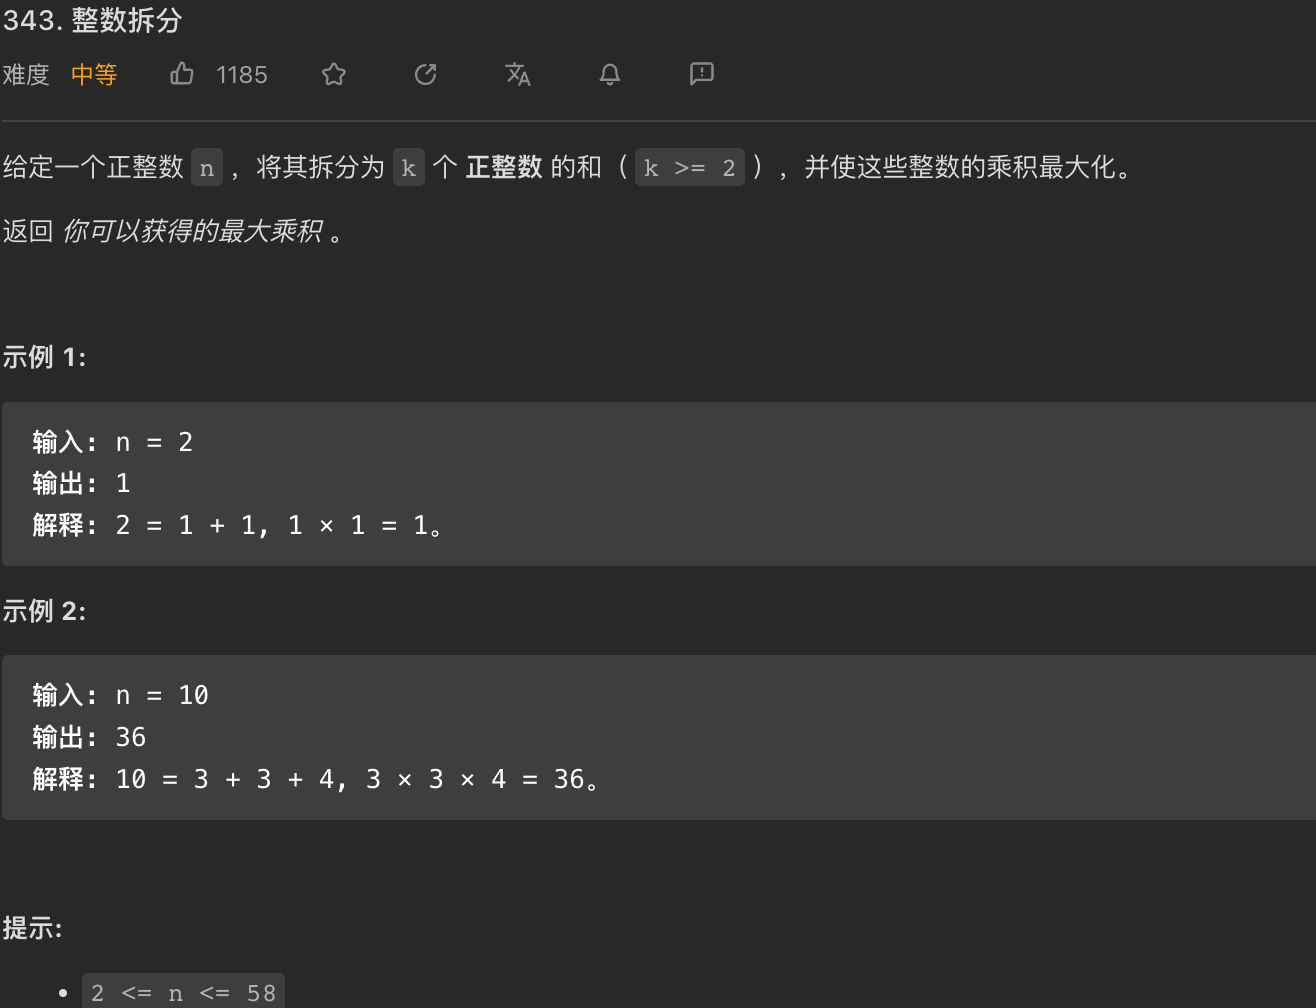 343. 整数拆分
难度 中等 1185
给定一个正整数 n ，将其拆分为 k 个 正整数 的和（ k >= 2 ），并使这些整数的乘积最大化。
返回 你可以获得的最大乘积 。
示例 1:
输入: n = 2
输出: 1
解释: 2 = 1 + 1, 1 × 1 = 1。
示例 2:
输入: n = 10
输出: 36
解释: 10 = 3 + 3 + 4, 3 × 3 × 4 = 36。
提示:
• 2 <= n <= 58